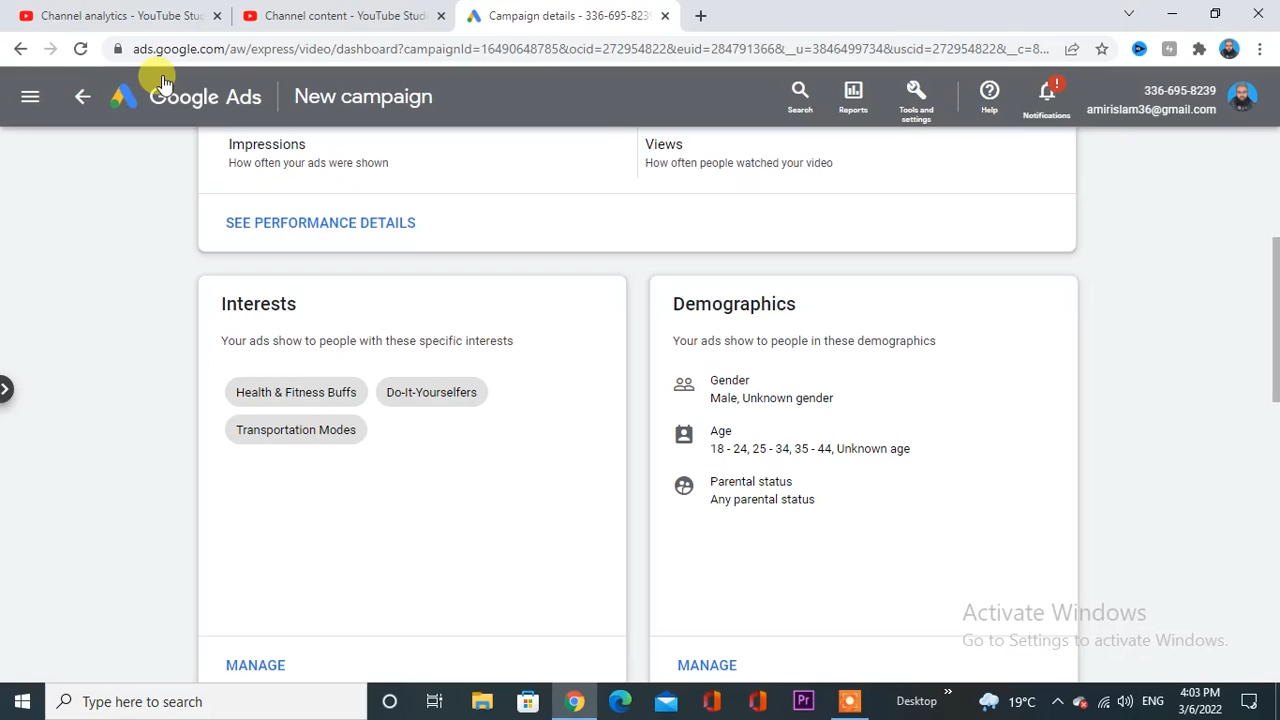 Channel analytics - YouTube Stu
Channel content - YouTube Studi
Campaign details - 336-695-8239
ads.google.com/aw/express/video/dashboard?campaignId=16490648785&ocid=272954822&euid=284791366&__u=3846499734&uscid=272954822&__c=8...
Google Ads
New campaign
Search
Reports
Tools and
settings
Help
!
Notifications
336-695-8239
amirislam36@gmail.com
Impressions
How often your ads were shown
Views
How often people watched your video
SEE PERFORMANCE DETAILS
Interests
Your ads show to people with these specific interests
Health & Fitness Buffs
Do-It-Yourselfers
Transportation Modes
MANAGE
Demographics
Your ads show to people in these demographics
Gender
Male, Unknown gender
Age
18 - 24, 25 - 34, 35 - 44, Unknown age
Parental status
Any parental status
MANAGE
Activate Windows
Go to Settings to activate Windows.
Type here to search
Pr
Desktop
19°C
ENG
4:03 PM
3/6/2022